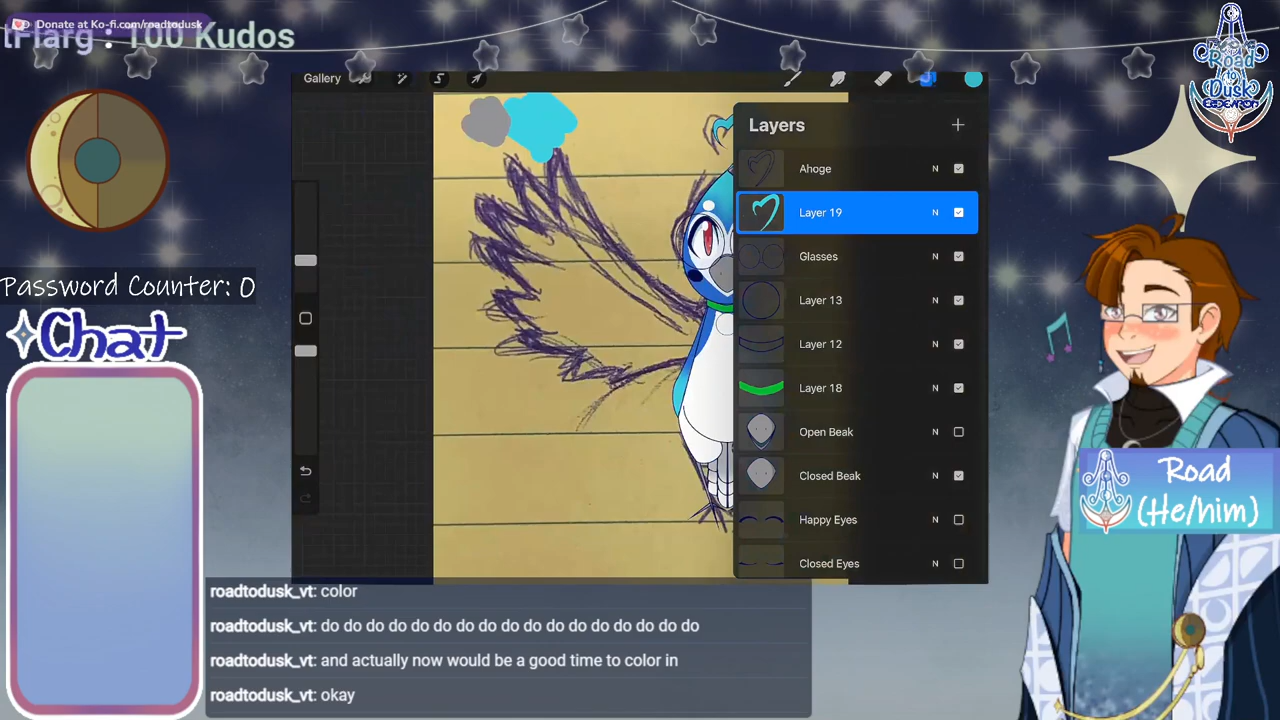 Donate at Ko-fi.com/roadtodusk
tFlarg : 100 Kudos
Road
to
Dusk
Gallery
Layers
Ahoge N
Layer 19 N
Glasses N
Layer 13 N
Layer 12 N
Layer 18 N
Open Beak N
Closed Beak N
Happy Eyes N
Closed Eyes N
Password Counter: 0
Chat
Road
(He/him)
roadtodusk_vt: color
roadtodusk_vt: do do do do do do do do do do do do do do do do do
roadtodusk_vt: and actually now would be a good time to color in
roadtodusk_vt: okay